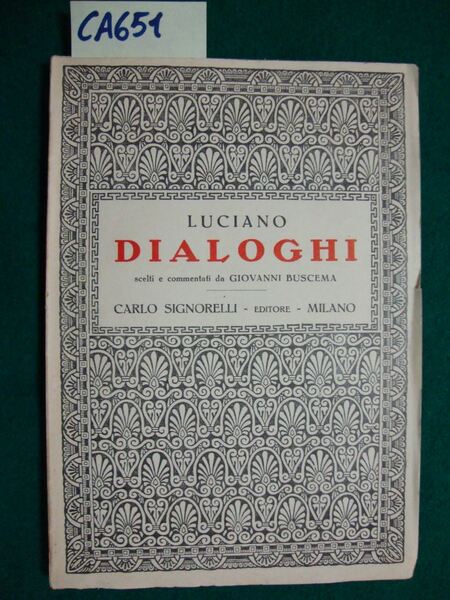 CA651
LUCIANO
DIALOGHI
scelti e commentati da GIOVANNI BUSCEMA
CARLO SIGNORELLI - EDITORE - MILANO